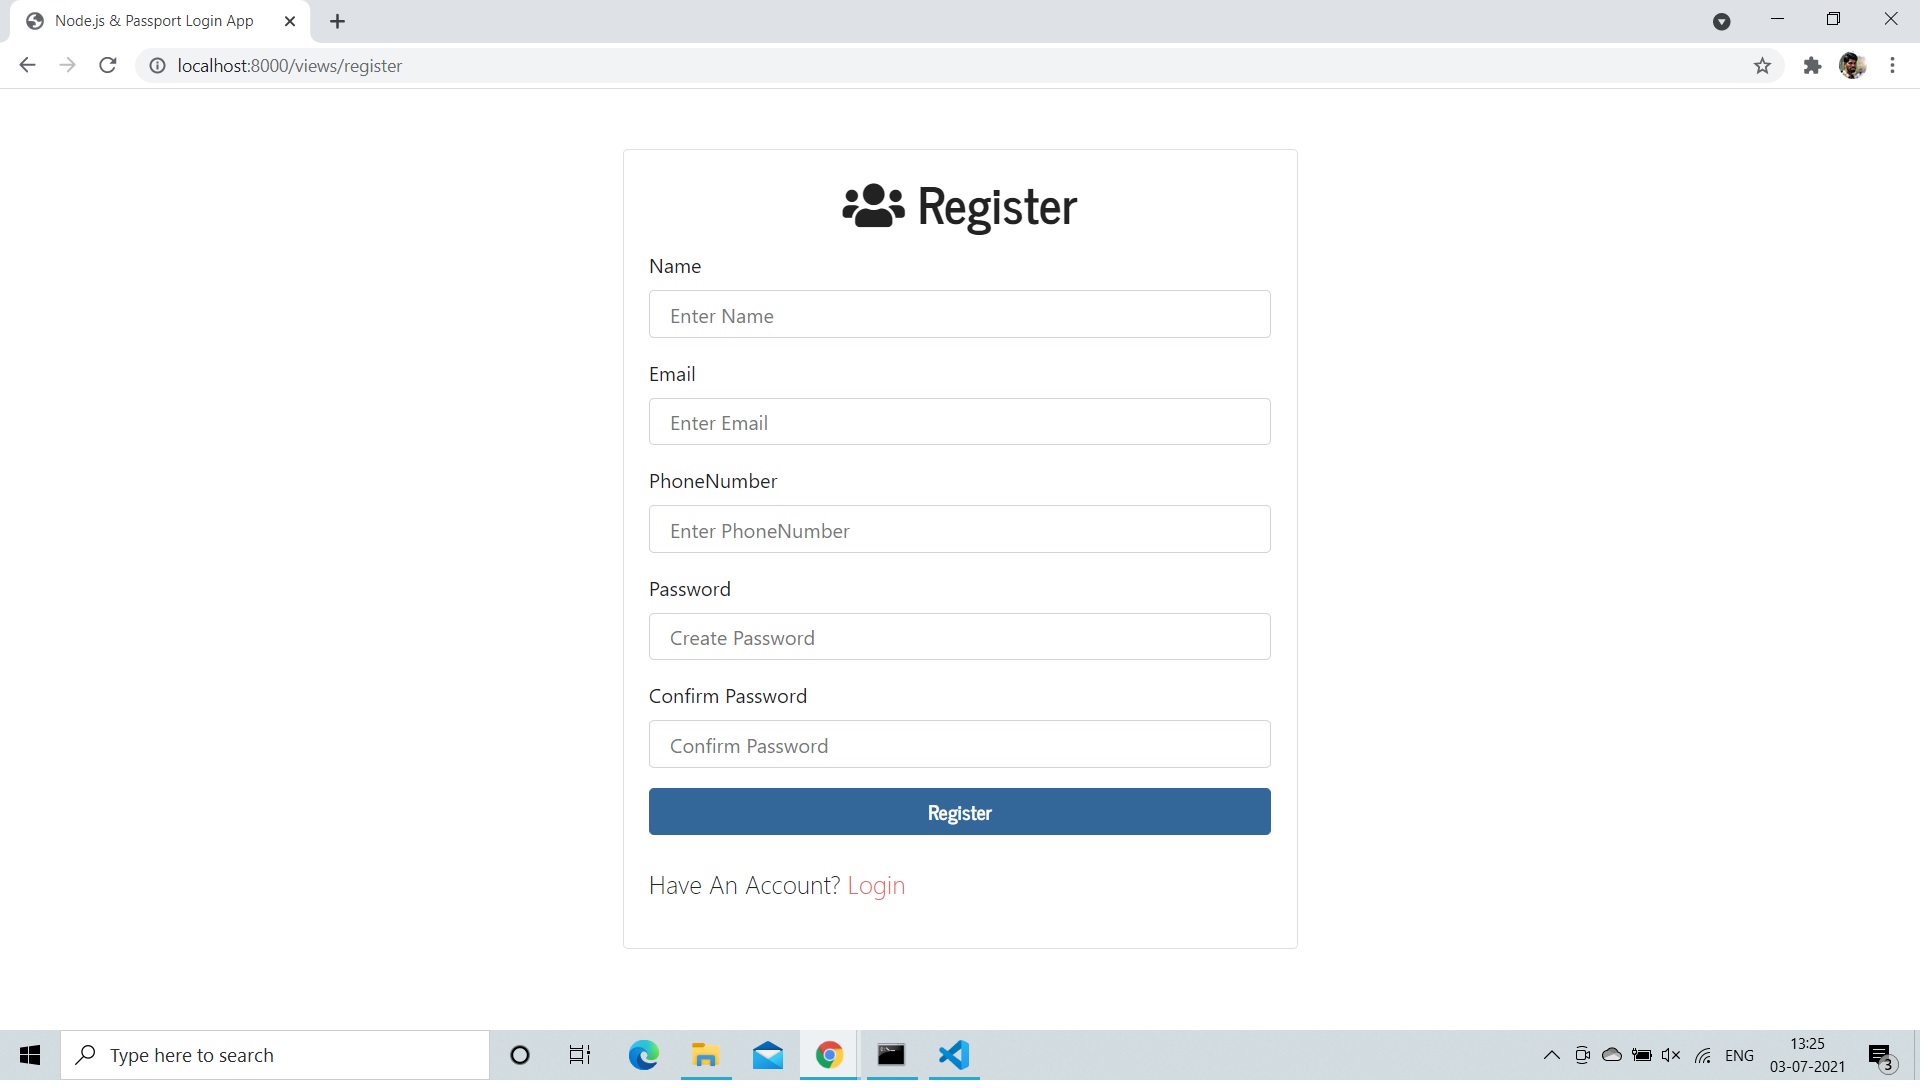 Node.js & Passport Login App
localhost:8000/views/register
Register
Name
Enter Name
Email
Enter Email
PhoneNumber
Enter PhoneNumber
Password
Create Password
Confirm Password
Confirm Password
Register
Have An Account? Login
Type here to search
ENG
13:25
03-07-2021
3